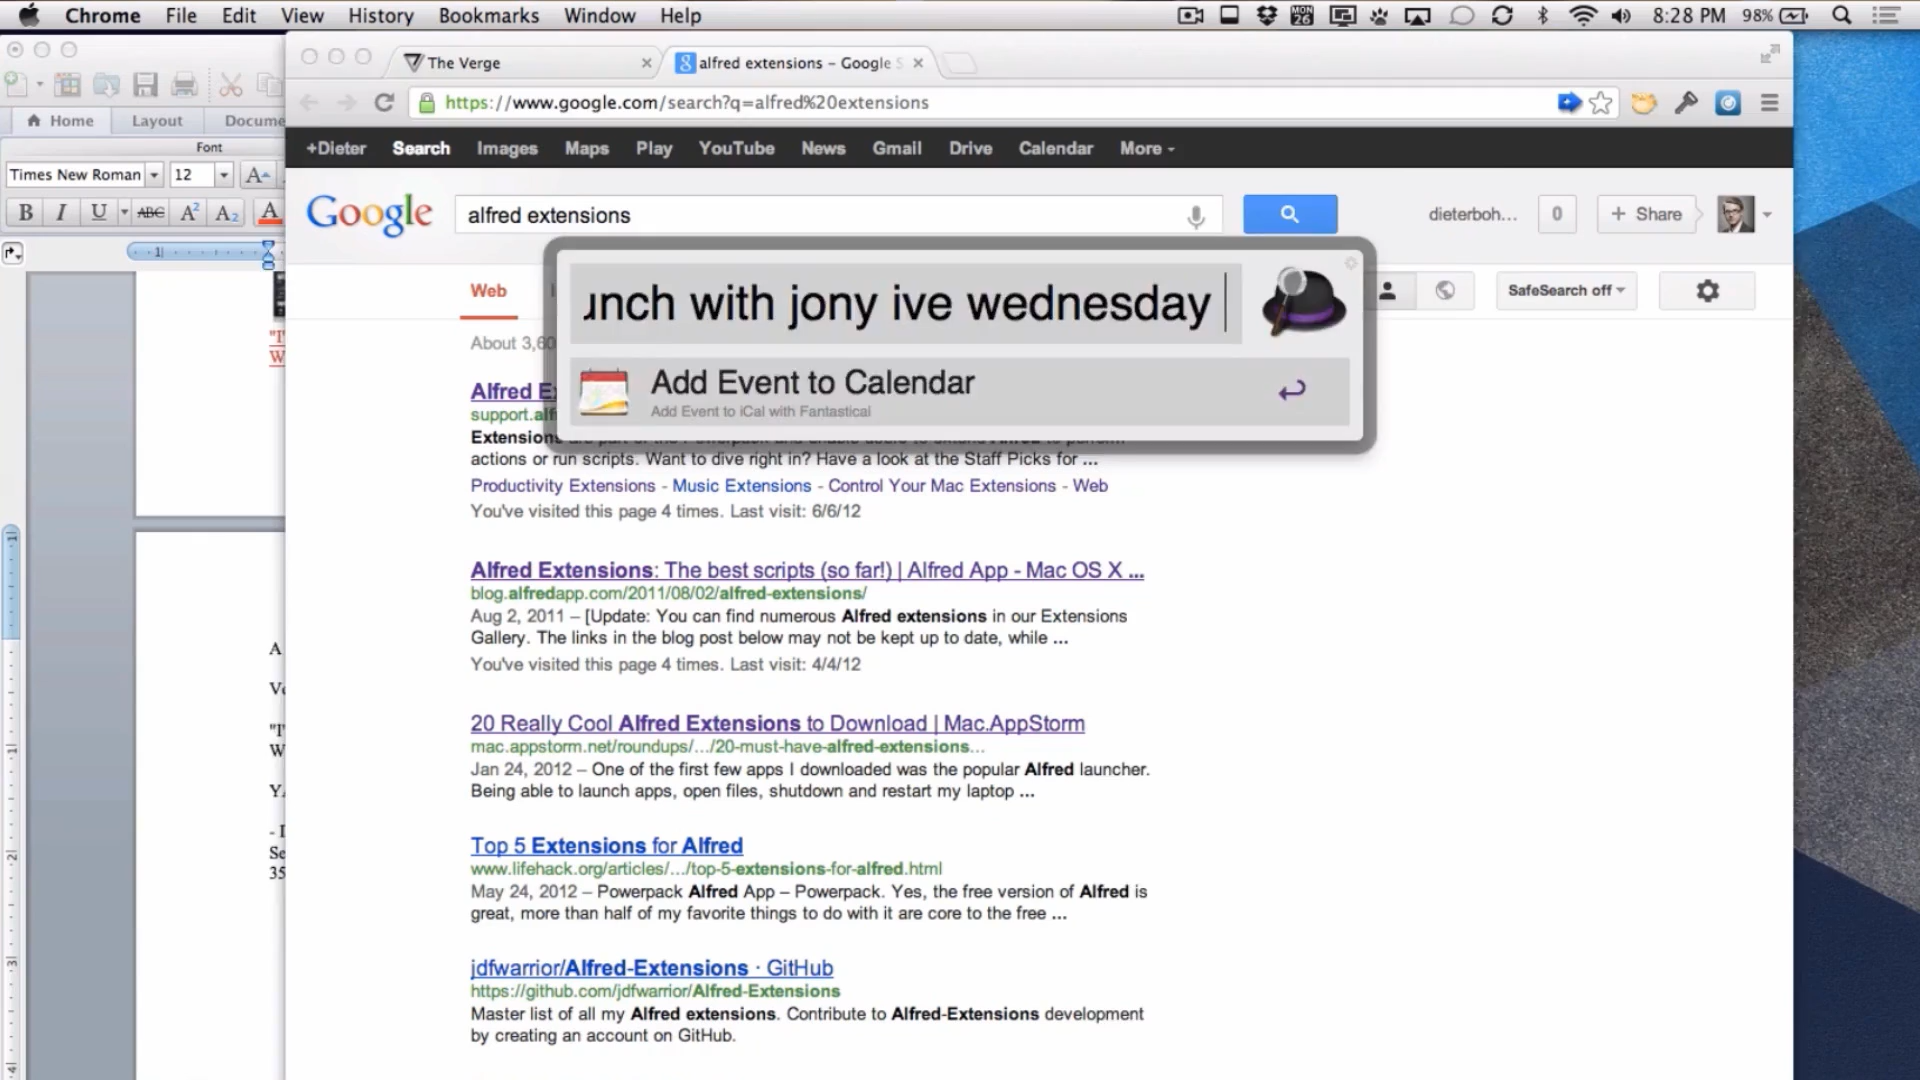 Chrome File Edit View History Bookmarks Window Help
MON 26 8:28 PM 98%
The Verge
alfred extensions – Google S
https://www.google.com/search?q=alfred%20extensions
Home Layout Docume
Font
Times New Roman 12
B I U ABC A² A₂ A
+Dieter Search Images Maps Play YouTube News Gmail Drive Calendar More
Google
alfred extensions
dieterboh... 0 + Share
Web
SafeSearch off
unch with jony ive wednesday
Add Event to Calendar
Add Event to iCal with Fantastical
About 3,60
Alfred E
support.alf
Extensions
actions or run scripts. Want to dive right in? Have a look at the Staff Picks for ...
Productivity Extensions - Music Extensions - Control Your Mac Extensions - Web
You've visited this page 4 times. Last visit: 6/6/12
Alfred Extensions: The best scripts (so far!) | Alfred App - Mac OS X ...
blog.alfredapp.com/2011/08/02/alfred-extensions/
Aug 2, 2011 – [Update: You can find numerous Alfred extensions in our Extensions
Gallery. The links in the blog post below may not be kept up to date, while ...
You've visited this page 4 times. Last visit: 4/4/12
20 Really Cool Alfred Extensions to Download | Mac.AppStorm
mac.appstorm.net/roundups/.../20-must-have-alfred-extensions...
Jan 24, 2012 – One of the first few apps I downloaded was the popular Alfred launcher.
Being able to launch apps, open files, shutdown and restart my laptop ...
Top 5 Extensions for Alfred
www.lifehack.org/articles/.../top-5-extensions-for-alfred.html
May 24, 2012 – Powerpack Alfred App – Powerpack. Yes, the free version of Alfred is
great, more than half of my favorite things to do with it are core to the free ...
jdfwarrior/Alfred-Extensions · GitHub
https://github.com/jdfwarrior/Alfred-Extensions
Master list of all my Alfred extensions. Contribute to Alfred-Extensions development
by creating an account on GitHub.